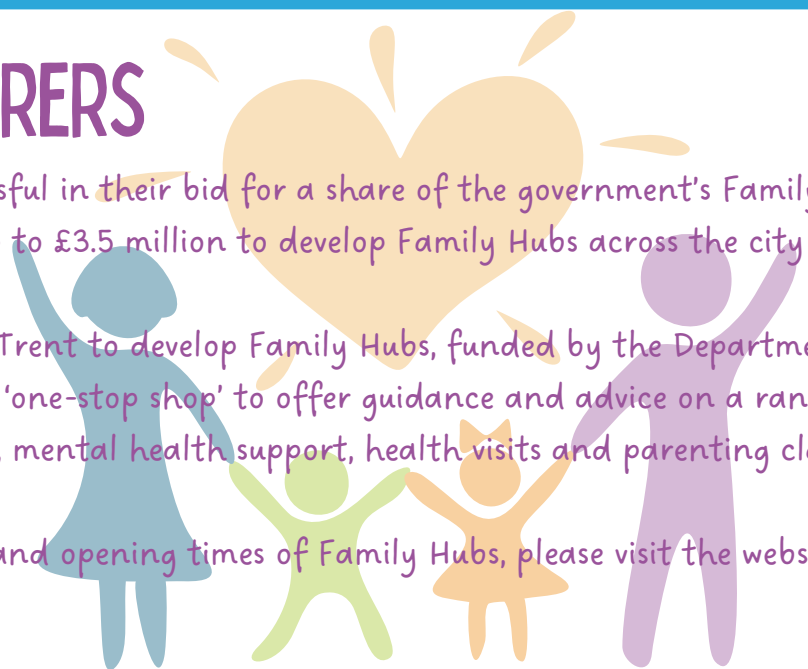 RERS
sful in their bid for a share of the government's Family
to £3.5 million to develop Family Hubs across the city
Trent to develop Family Hubs, funded by the Departme
'one-stop shop' to offer guidance and advice on a ran
, mental health support, health visits and parenting cl
and opening times of Family Hubs, please visit the webs